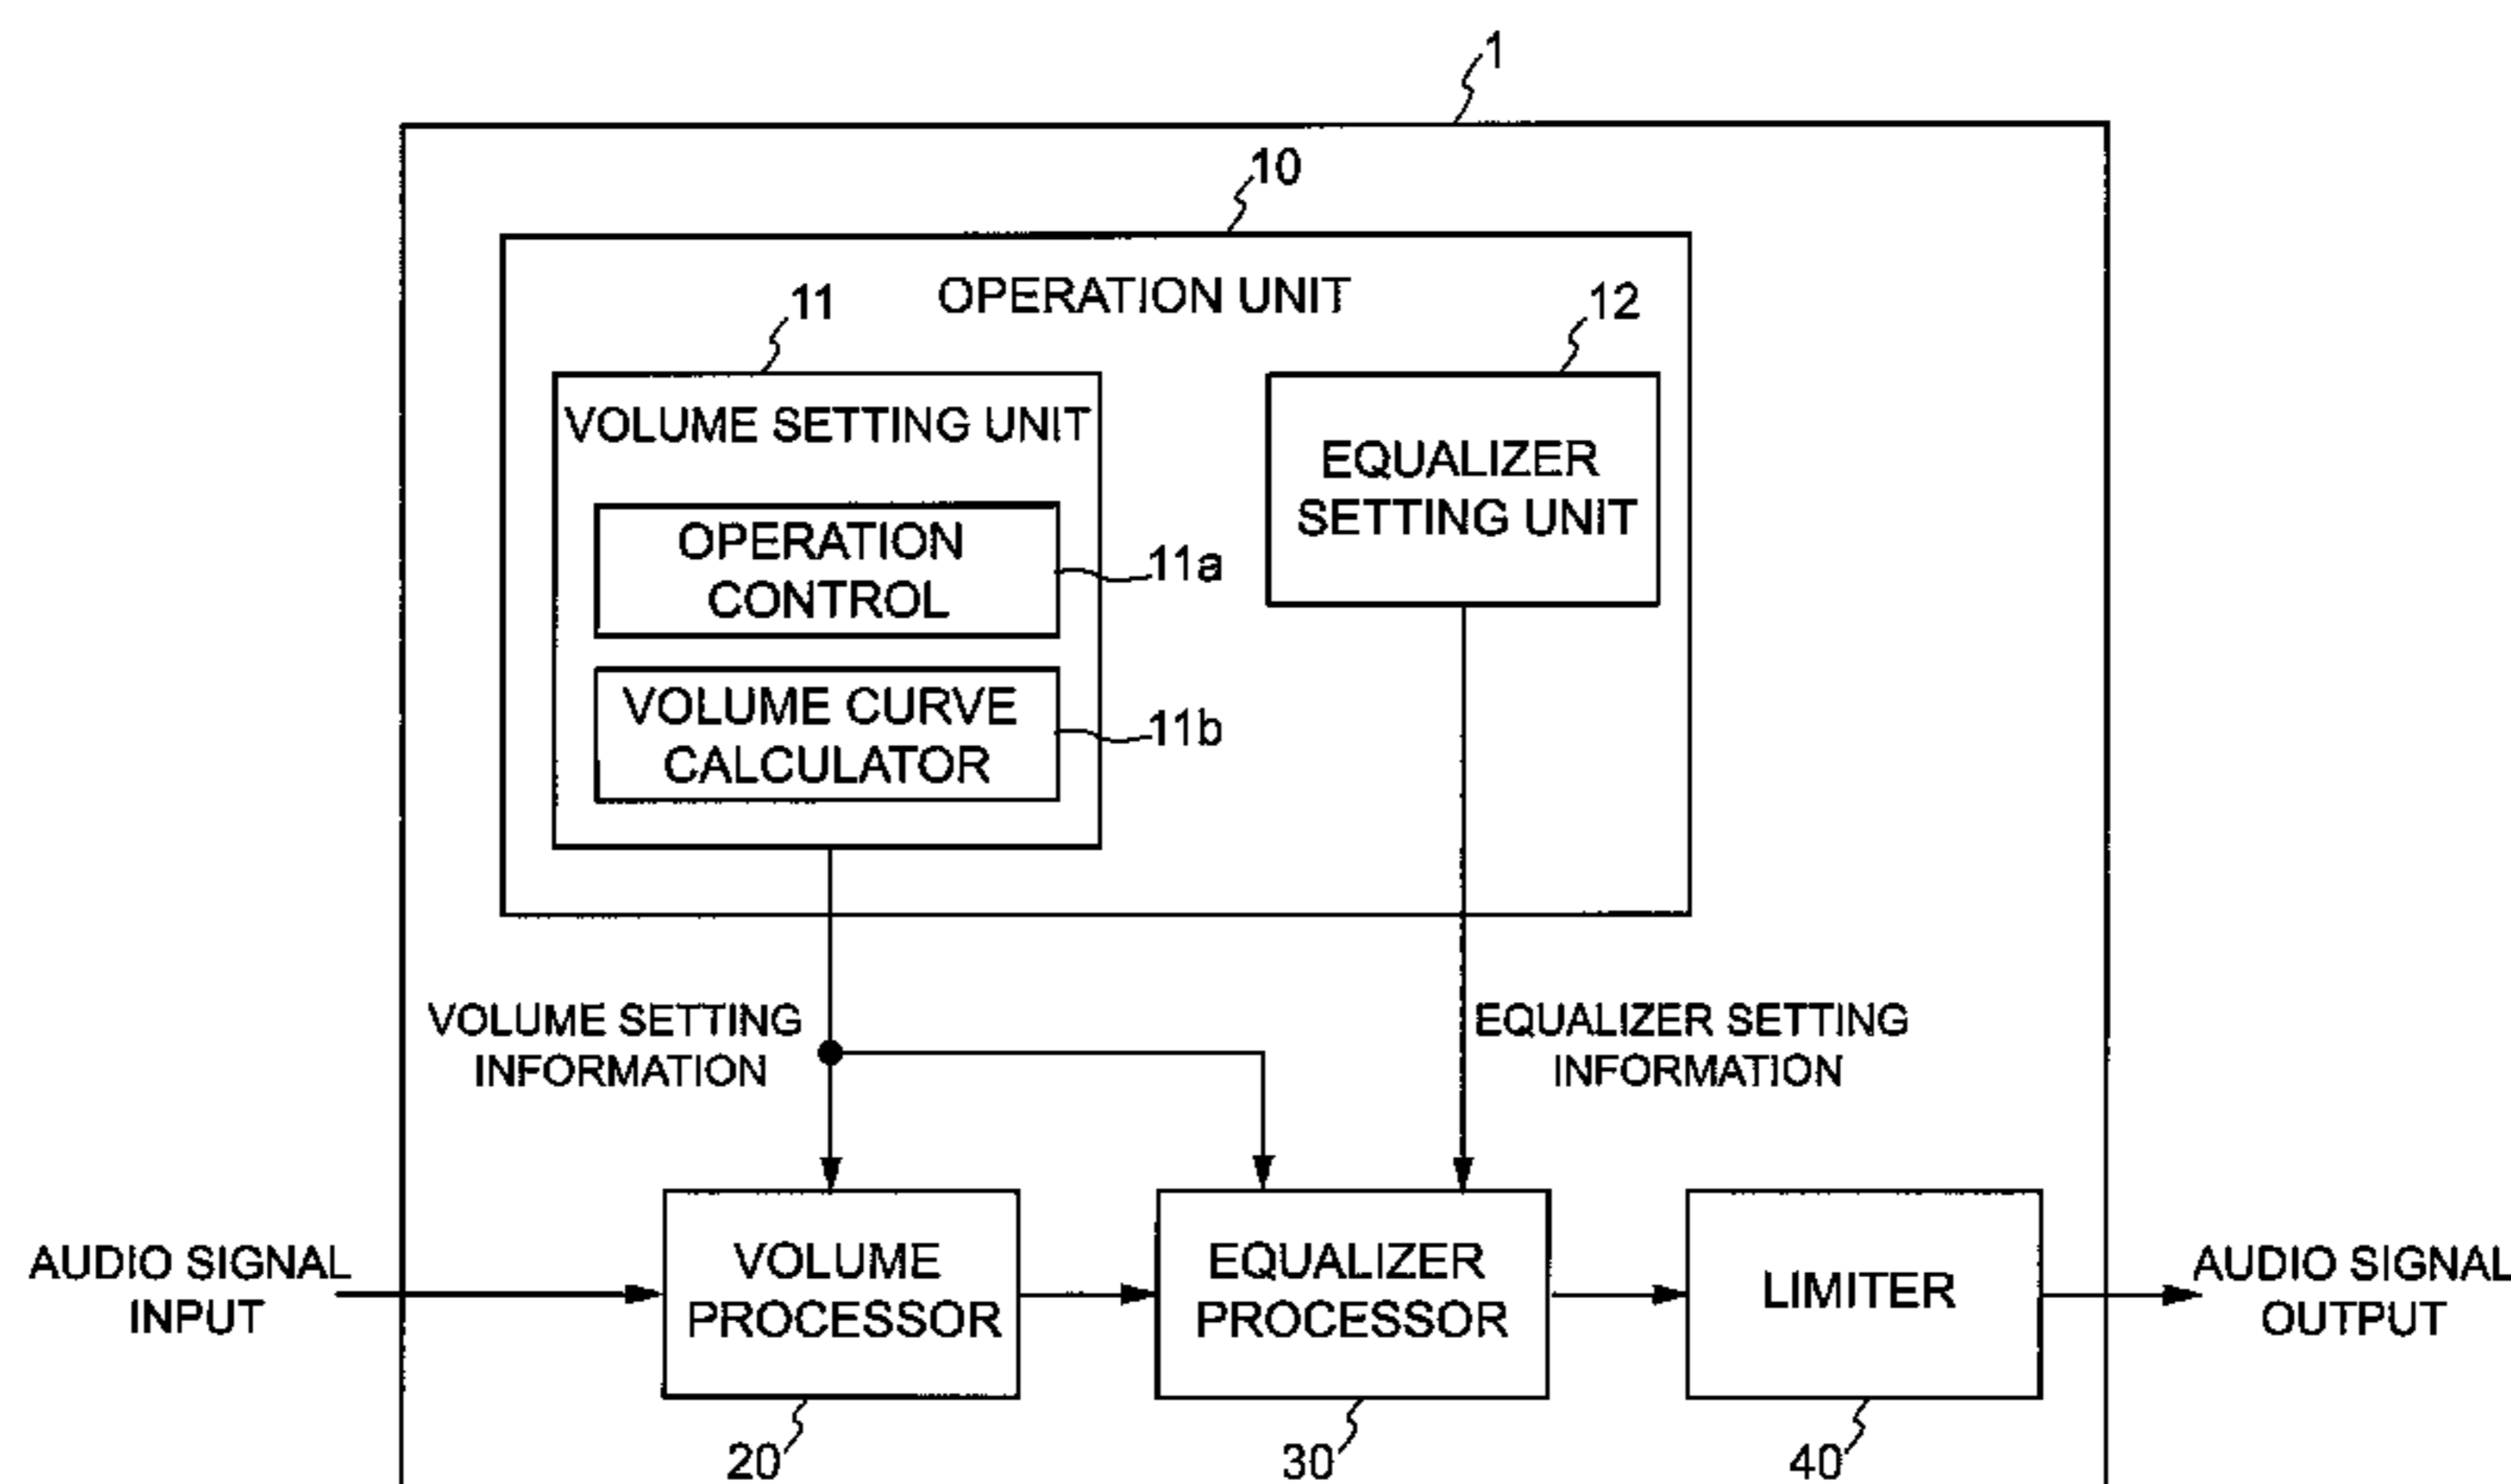 1
10
OPERATION UNIT
11
12
VOLUME SETTING UNIT
EQUALIZER
SETTING UNIT
OPERATION
CONTROL
11a
VOLUME CURVE
CALCULATOR
11b
VOLUME SETTING
INFORMATION
EQUALIZER SETTING
INFORMATION
AUDIO SIGNAL
INPUT
VOLUME
PROCESSOR
EQUALIZER
PROCESSOR
LIMITER
AUDIO SIGNAL
OUTPUT
20
30
40